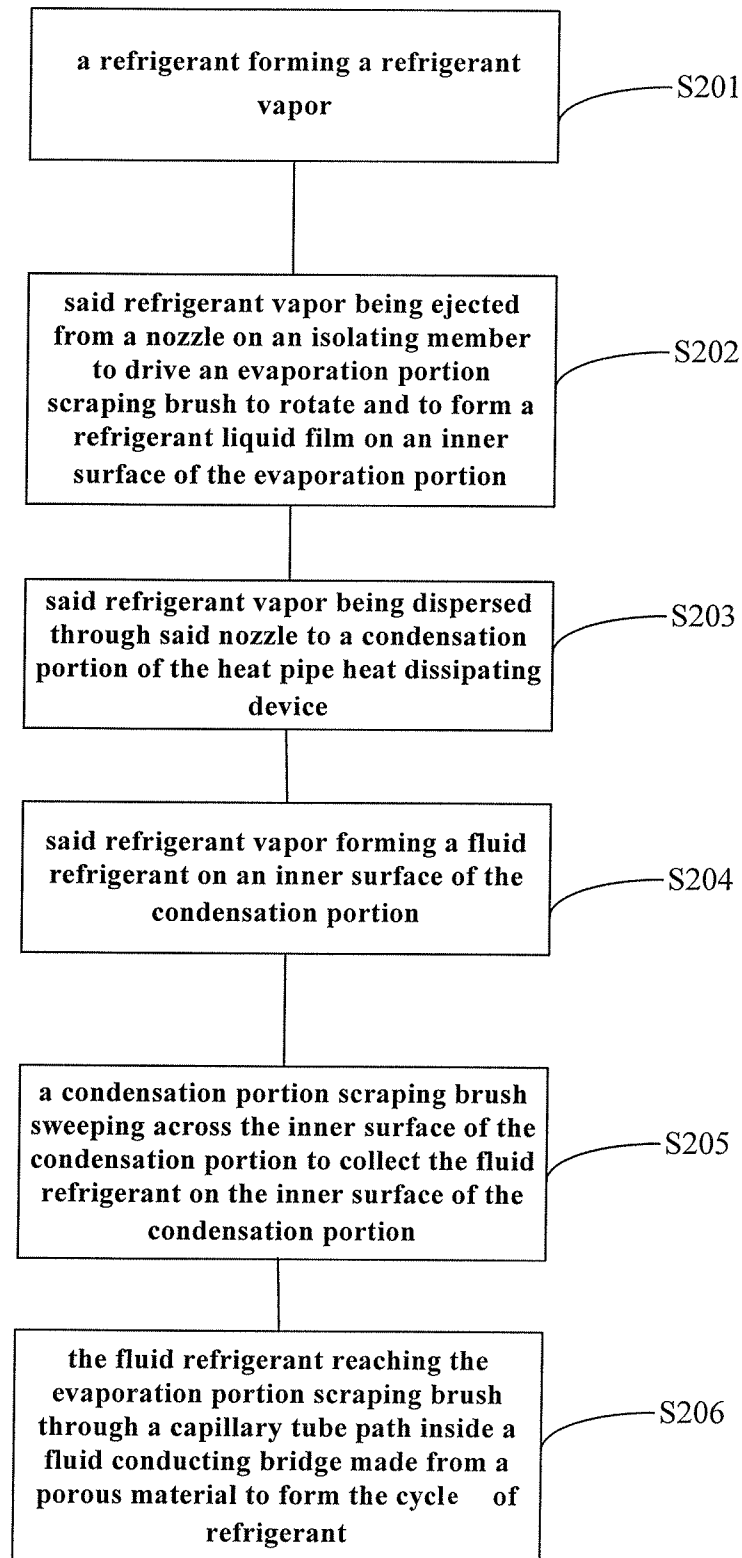 a refrigerant forming a refrigerant
vapor
S201
said refrigerant vapor being ejected
from a nozzle on an isolating member
to drive an evaporation portion
scraping brush to rotate and to form a
refrigerant liquid film on an inner
surface of the evaporation portion
S202
said refrigerant vapor being dispersed
through said nozzle to a condensation
portion of the heat pipe heat dissipating
device
S203
said refrigerant vapor forming a fluid
refrigerant on an inner surface of the
condensation portion
S204
a condensation portion scraping brush
sweeping across the inner surface of the
condensation portion to collect the fluid
refrigerant on the inner surface of the
condensation portion
S205
the fluid refrigerant reaching the
evaporation portion scraping brush
through a capillary tube path inside a
fluid conducting bridge made from a
porous material to form the cycle of
refrigerant
S206